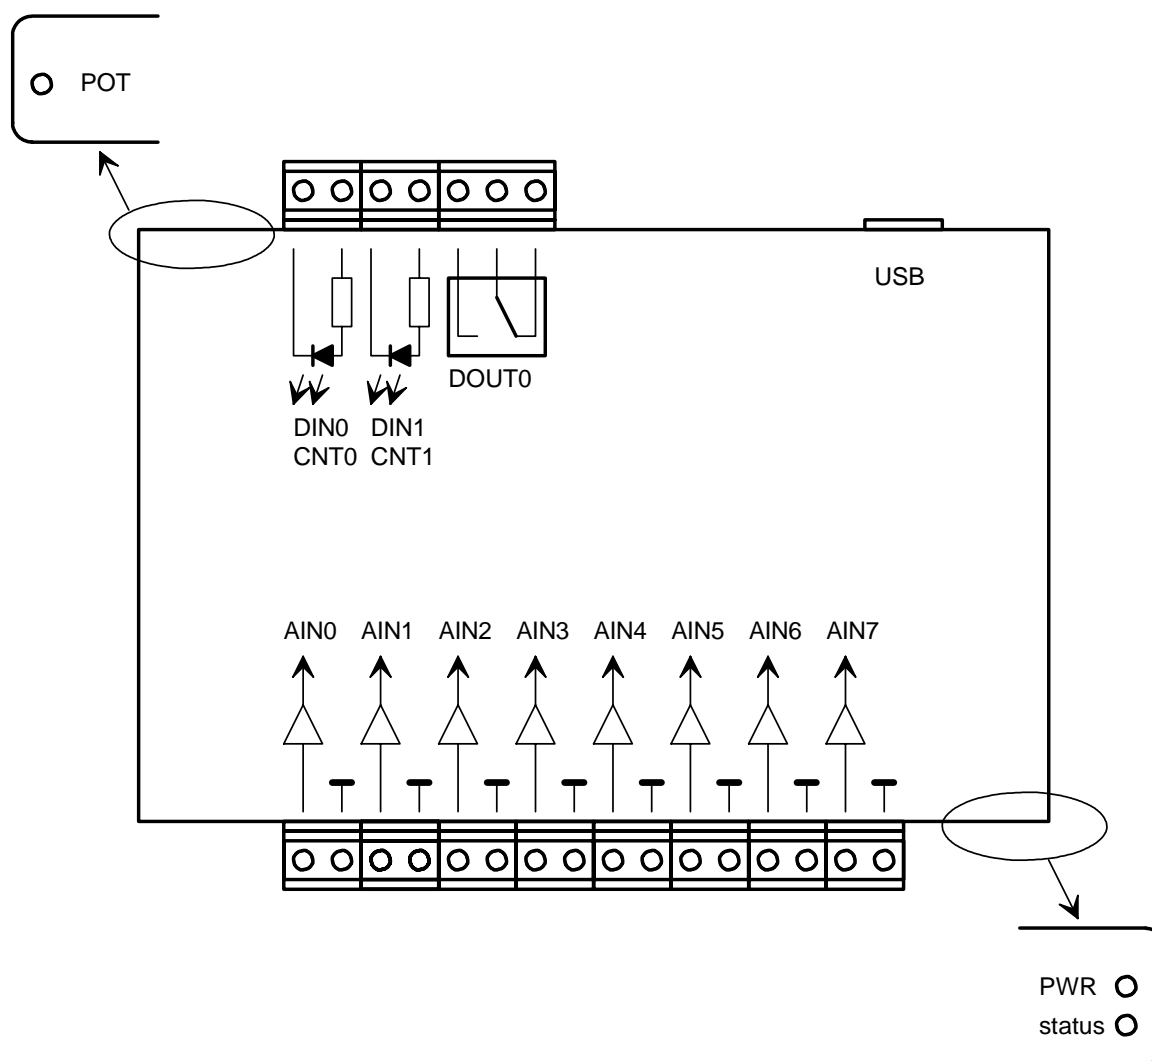 POT
USB
DOUT0
DIN0 DIN1
CNT0 CNT1
AIN0 AIN1 AIN2 AIN3 AIN4 AIN5 AIN6 AIN7
PWR
status